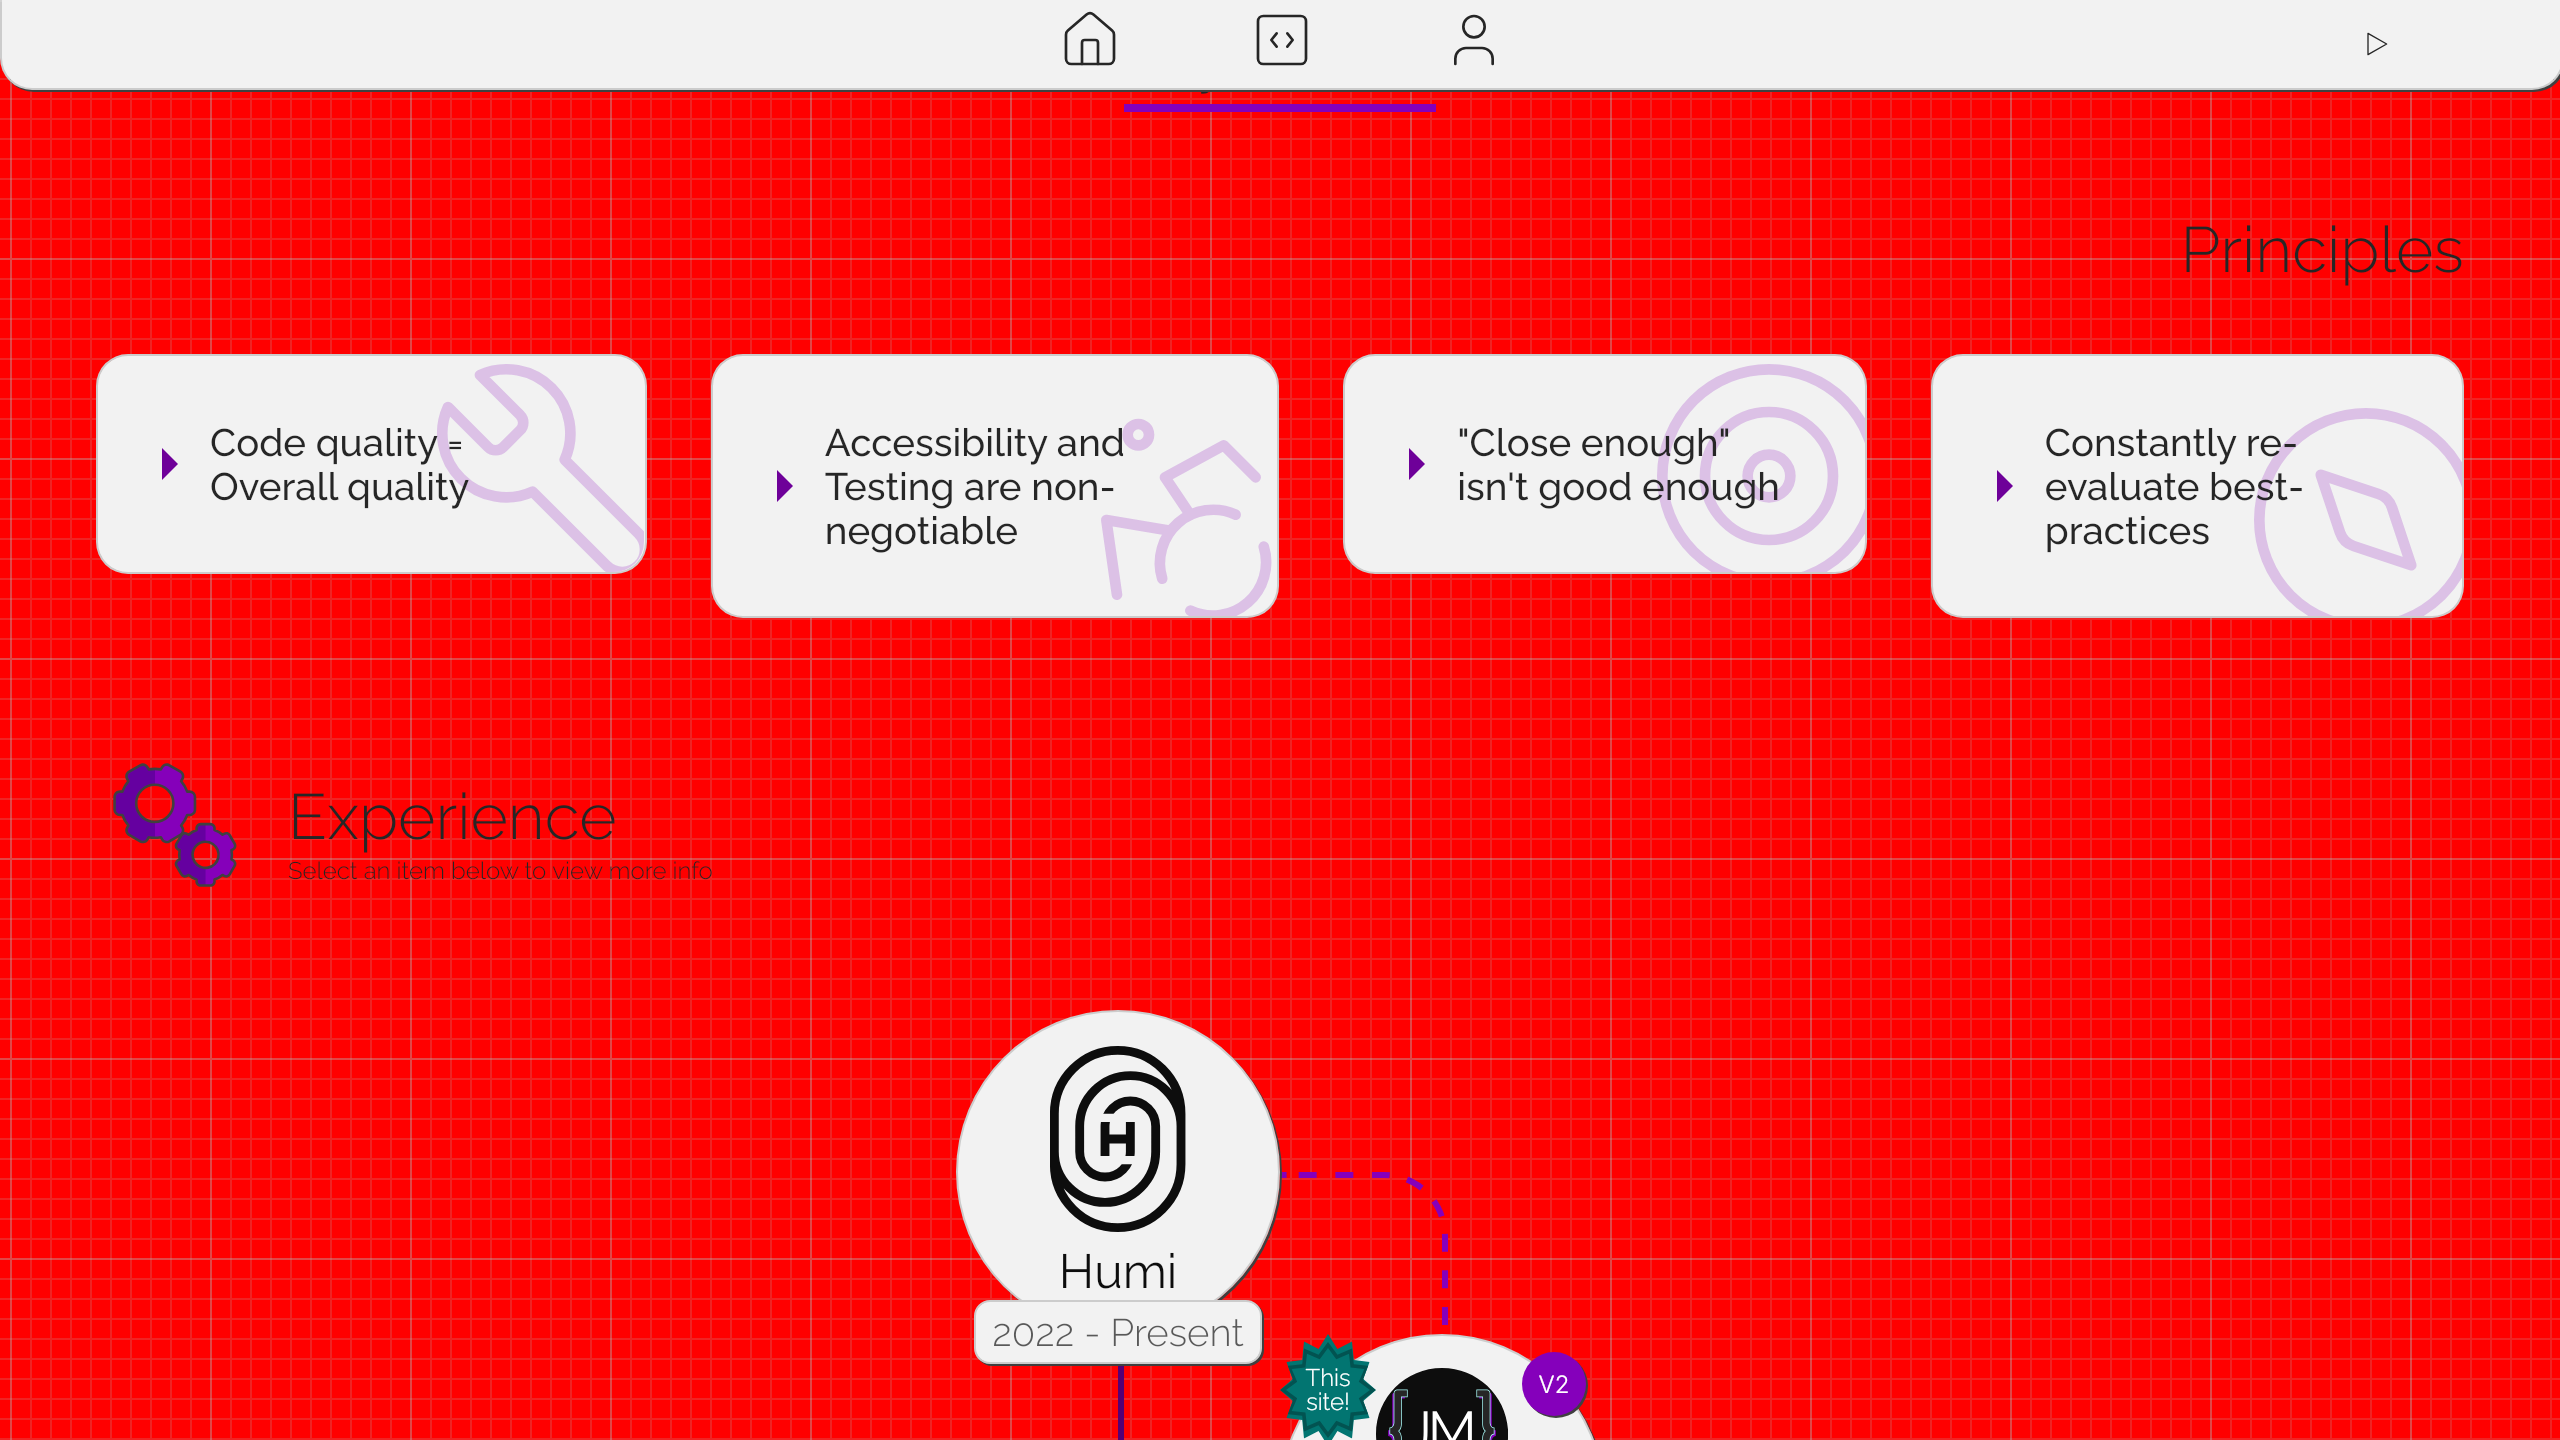 Principles
Code quality =
Overall quality
Accessibility and
Testing are non-
negotiable
"Close enough"
isn't good enough
Constantly re-
evaluate best-
practices
Experience
Select an item below to view more info
H
Humi
2022 - Present
This
site!
V2
{JM}